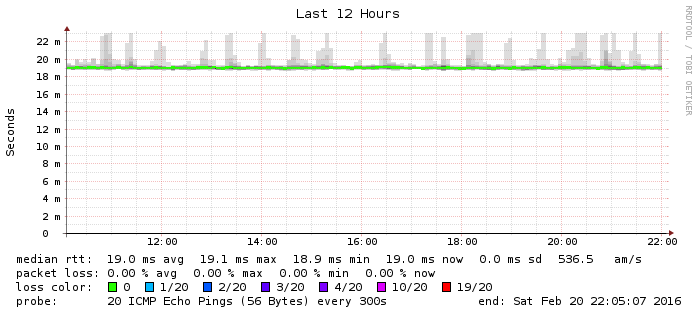 Last 12 Hours
RRDTOOL / TOBI OETIKER
Seconds
22 m
20 m
18 m
16 m
14 m
12 m
10 m
8 m
6 m
4 m
2 m
0
12:00 14:00 16:00 18:00 20:00 22:00
median rtt: 19.0 ms avg 19.1 ms max 18.9 ms min 19.0 ms now 0.0 ms sd 536.5 am/s
packet loss: 0.00 % avg 0.00 % max 0.00 % min 0.00 % now
loss color: 0 1/20 2/20 3/20 4/20 10/20 19/20
probe: 20 ICMP Echo Pings (56 Bytes) every 300s end: Sat Feb 20 22:05:07 2016